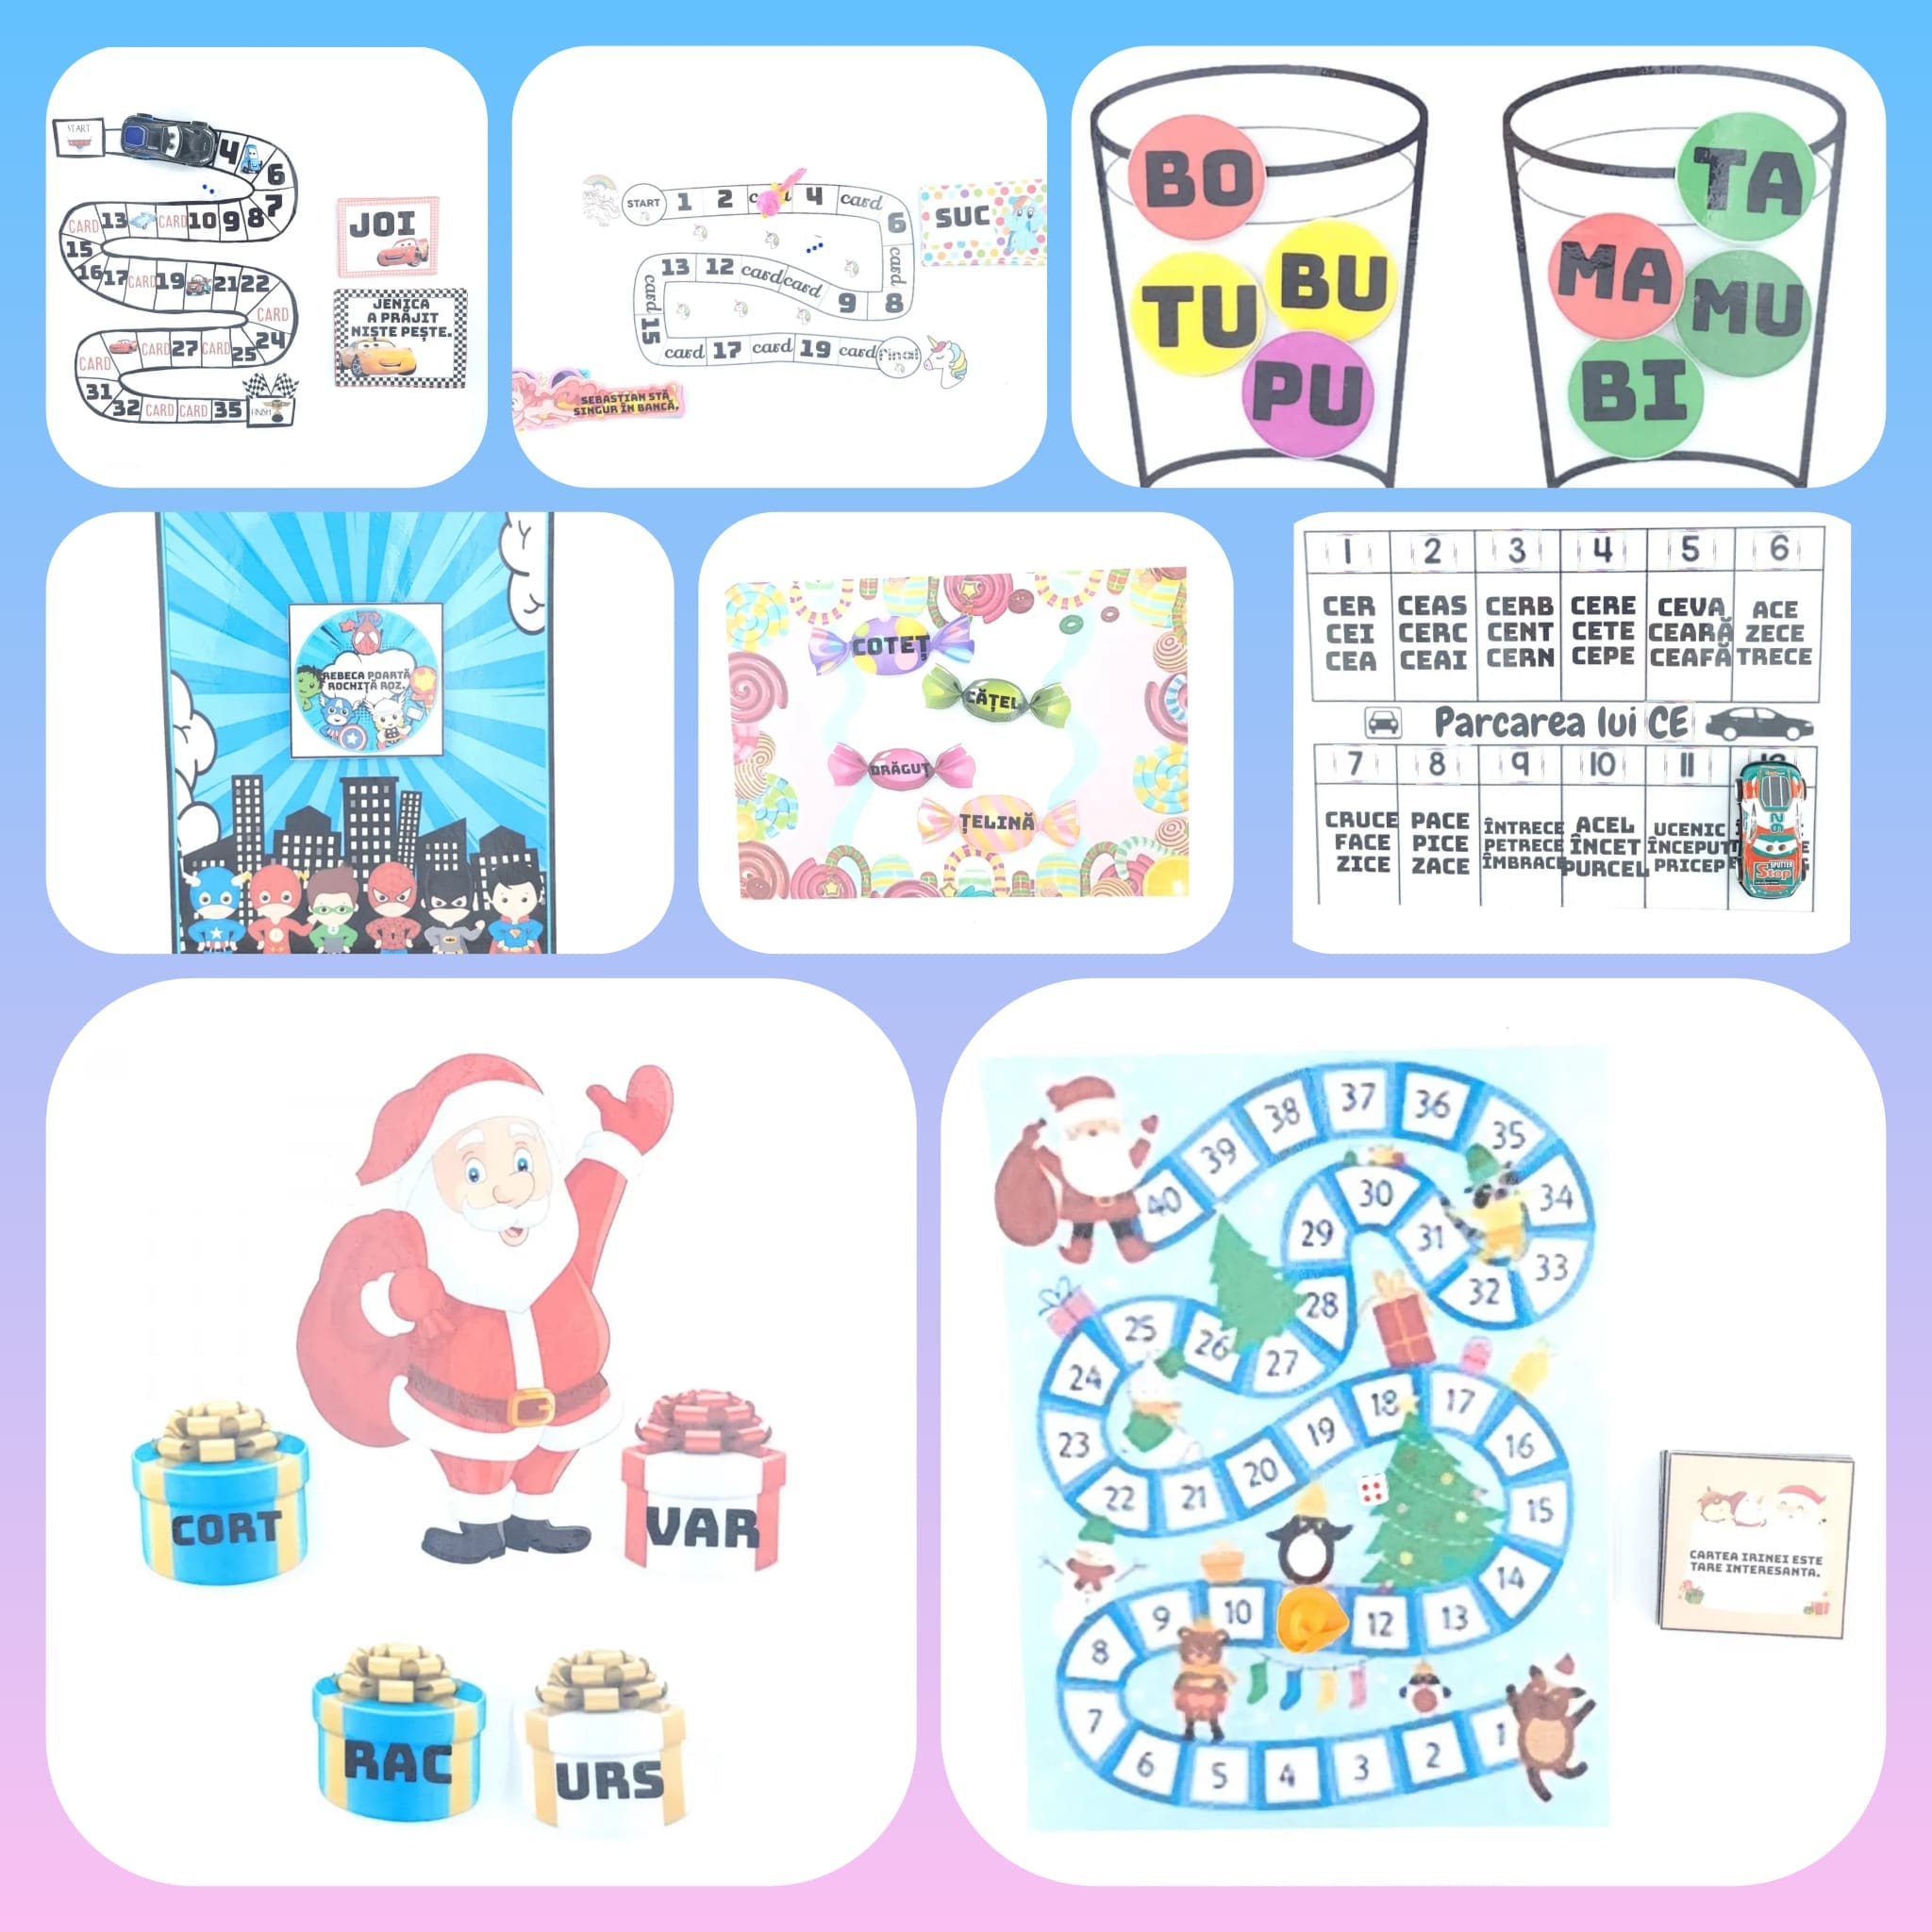 START
4
6
7
8
9
10
CARD
13
CARD
15
16
17
CARD
19
21
22
CARD
24
25
CARD
27
CARD
CARD
31
32
CARD
CARD
35
FINISH
JOI
JENICA
A PRĂJIT
NIȘTE PEȘTE.
START
1
2
4
card
6
card
8
9
card
card
12
13
card
15
card
17
card
19
card
final
SUC
SEBASTIAN STĂ
SINGUR ÎN BANCĂ.
BO
BU
TU
PU
TA
MA
MU
BI
REBECA POARTĂ
ROCHIȚĂ ROZ.
COTEȚ
CĂȚEL
DRĂGUȚ
ȚELINĂ
1 2 3 4 5 6
CER CEAS CERB CERE CEVA ACE
CEI CERC CENT CETE CEARĂ ZECE
CEA CEAI CERN CEPE CEAFĂ TRECE
Parcarea lui CE
7 8 9 10 11
CRUCE PACE ÎNTRECE ACEL UCENIC
FACE PICE PETRECE ÎNCET ÎNCEPUT
ZICE ZACE ÎMBRACE PURCEL PRICEPE
26
SPUTTER
Stop
CORT
VAR
RAC
URS
40
39
38
37
36
35
34
33
32
31
30
29
28
27
26
25
24
23
22
21
20
19
18
17
16
15
14
13
12
10
9
8
7
6
5
4
3
2
1
CARTEA IRINEI ESTE
TARE INTERESANTA.